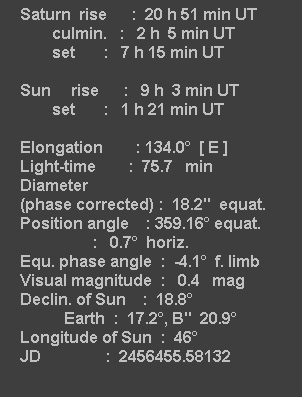 Saturn rise : 20 h 51 min UT
culmin. : 2 h 5 min UT
set : 7 h 15 min UT
Sun rise : 9 h 3 min UT
set : 1 h 21 min UT
Elongation : 134.0° [ E ]
Light-time : 75.7 min
Diameter
(phase corrected) : 18.2" equat.
Position angle : 359.16° equat.
: 0.7° horiz.
Equ. phase angle : -4.1° f. limb
Visual magnitude : 0.4 mag
Declin. of Sun : 18.8°
Earth : 17.2°, B" 20.9°
Longitude of Sun : 46°
JD : 2456455.58132